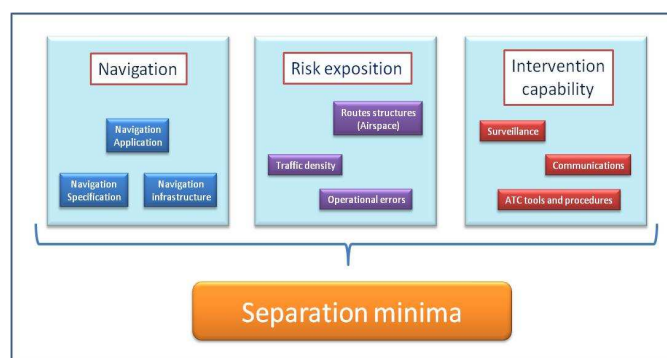 Navigation
Navigation
Application
Navigation
Specification
Navigation
infrastructure
Risk exposition
Routes structures
(Airspace)
Traffic density
Operational errors
Intervention
capability
Surveillance
Communications
ATC tools and procedures
Separation minima